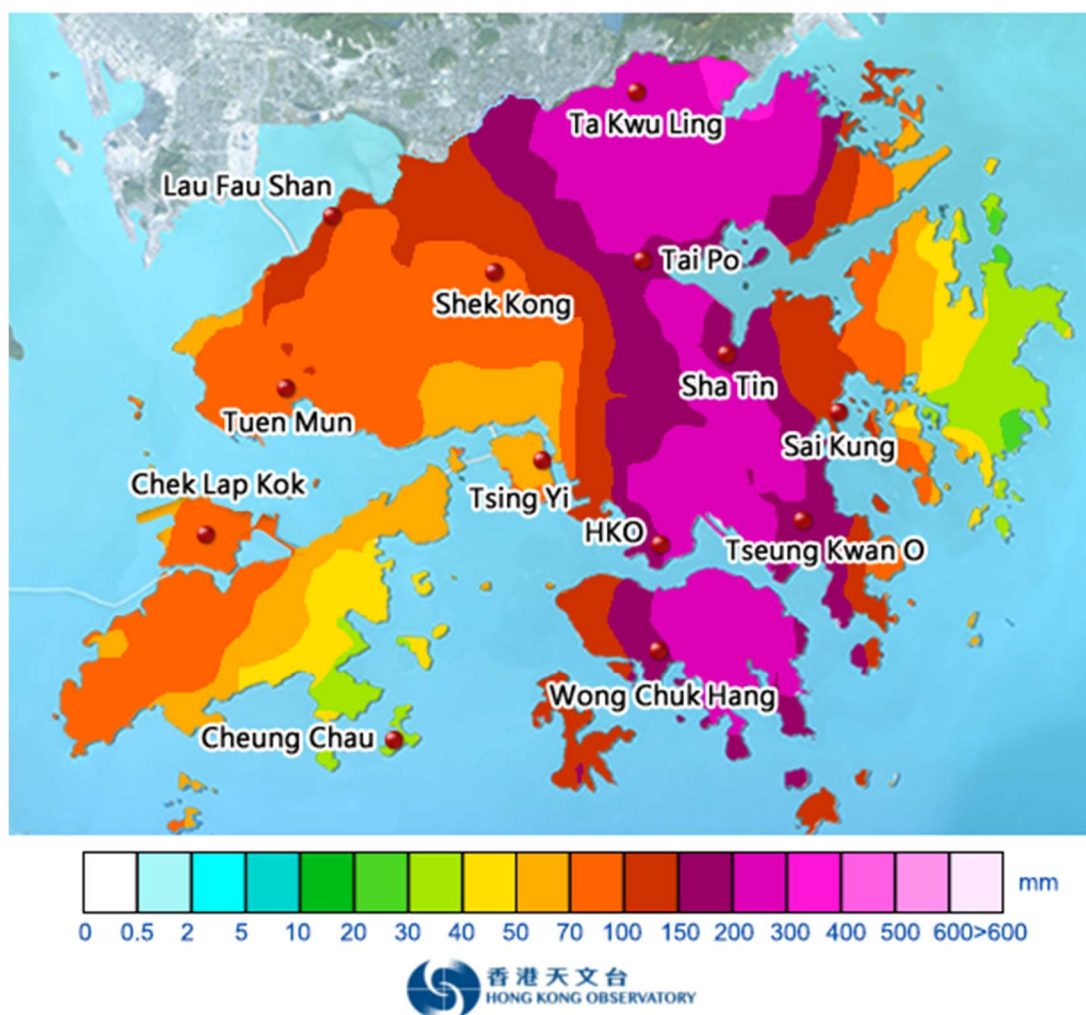 Ta Kwu Ling
Lau Fau Shan
Tai Po
Shek Kong
Sha Tin
Tuen Mun
Sai Kung
Chek Lap Kok
Tsing Yi
HKO
Tseung Kwan O
Wong Chuk Hang
Cheung Chau
mm
0 0.5 2 5 10 20 30 40 50 70 100 150 200 300 400 500 600>600
香港天文台
HONG KONG OBSERVATORY